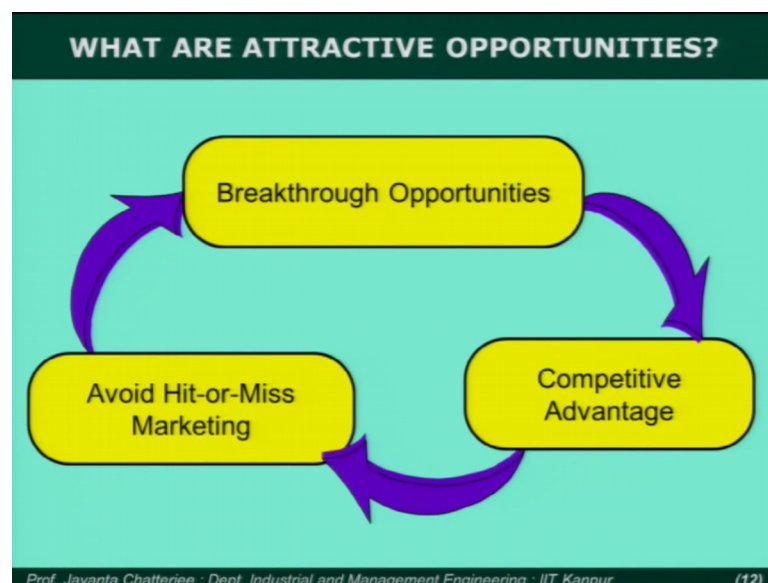 WHAT ARE ATTRACTIVE OPPORTUNITIES?
Breakthrough Opportunities
Competitive
Advantage
Avoid Hit-or-Miss
Marketing
Prof. Jayanta Chatterjee : Dept. Industrial and Management Engineering : IIT Kanpur
(12)